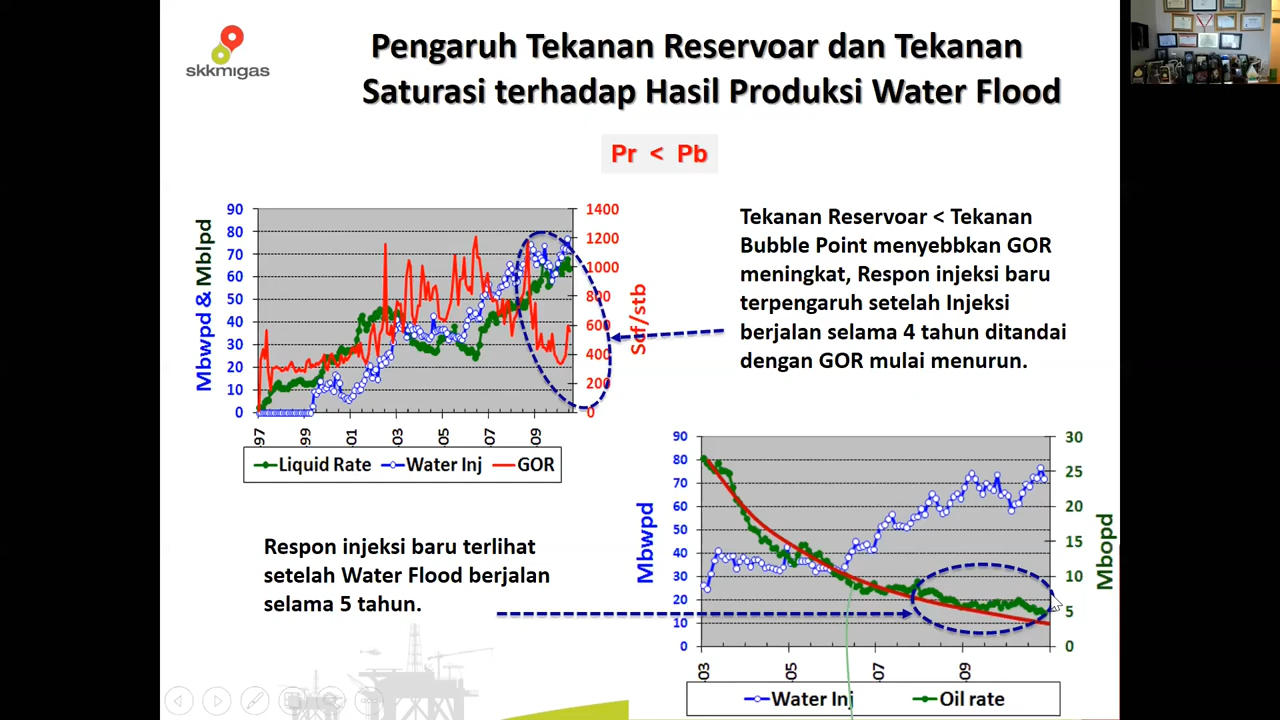 skkmigas
Pengaruh Tekanan Reservoar dan Tekanan
Saturasi terhadap Hasil Produksi Water Flood
Pr < Pb
Mbwpd & Mblpd
90
80
70
60
50
40
30
20
10
0
1400
1200
1000
800
600
400
200
0
Scf/stb
97
99
01
03
05
07
09
Liquid Rate
Water Inj
GOR
Tekanan Reservoar < Tekanan
Bubble Point menyebbkan GOR
meningkat, Respon injeksi baru
terpengaruh setelah Injeksi
berjalan selama 4 tahun ditandai
dengan GOR mulai menurun.
Respon injeksi baru terlihat
setelah Water Flood berjalan
selama 5 tahun.
Mbwpd
90
80
70
60
50
40
30
20
10
0
30
25
20
15
10
5
0
Mbopd
03
05
07
09
Water Inj
Oil rate